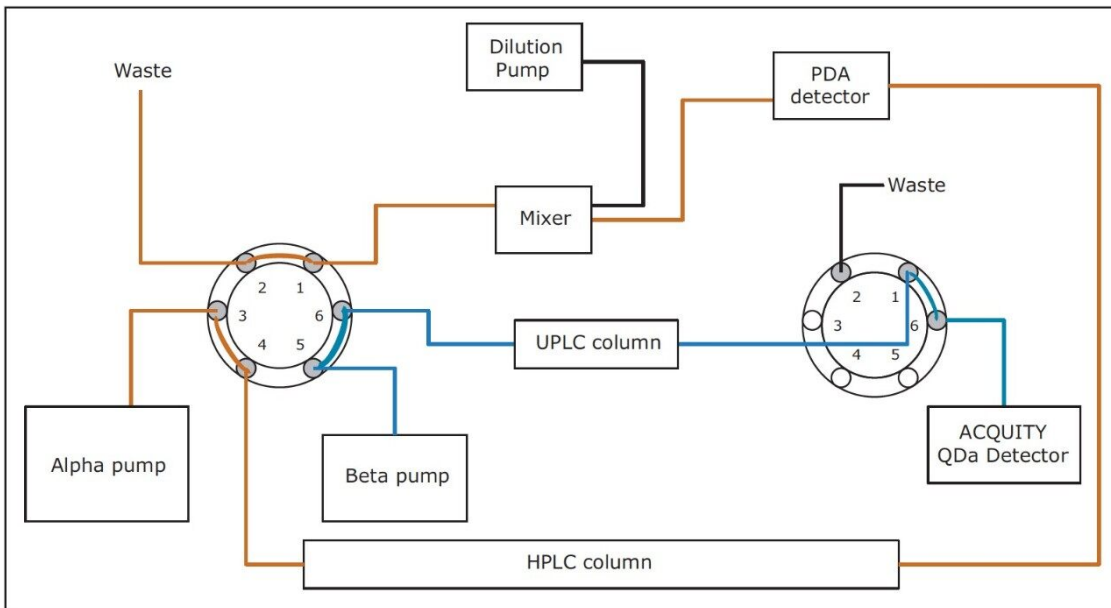 Dilution
Pump
Waste
PDA
detector
Waste
Mixer
2 1
3 6
4 5
2 1
3 6
4 5
UPLC column
Alpha pump
Beta pump
ACQUITY
QDa Detector
HPLC column